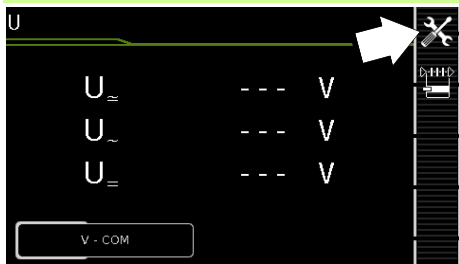 U
U≃ --- V
U~ --- V
U= --- V
V - COM